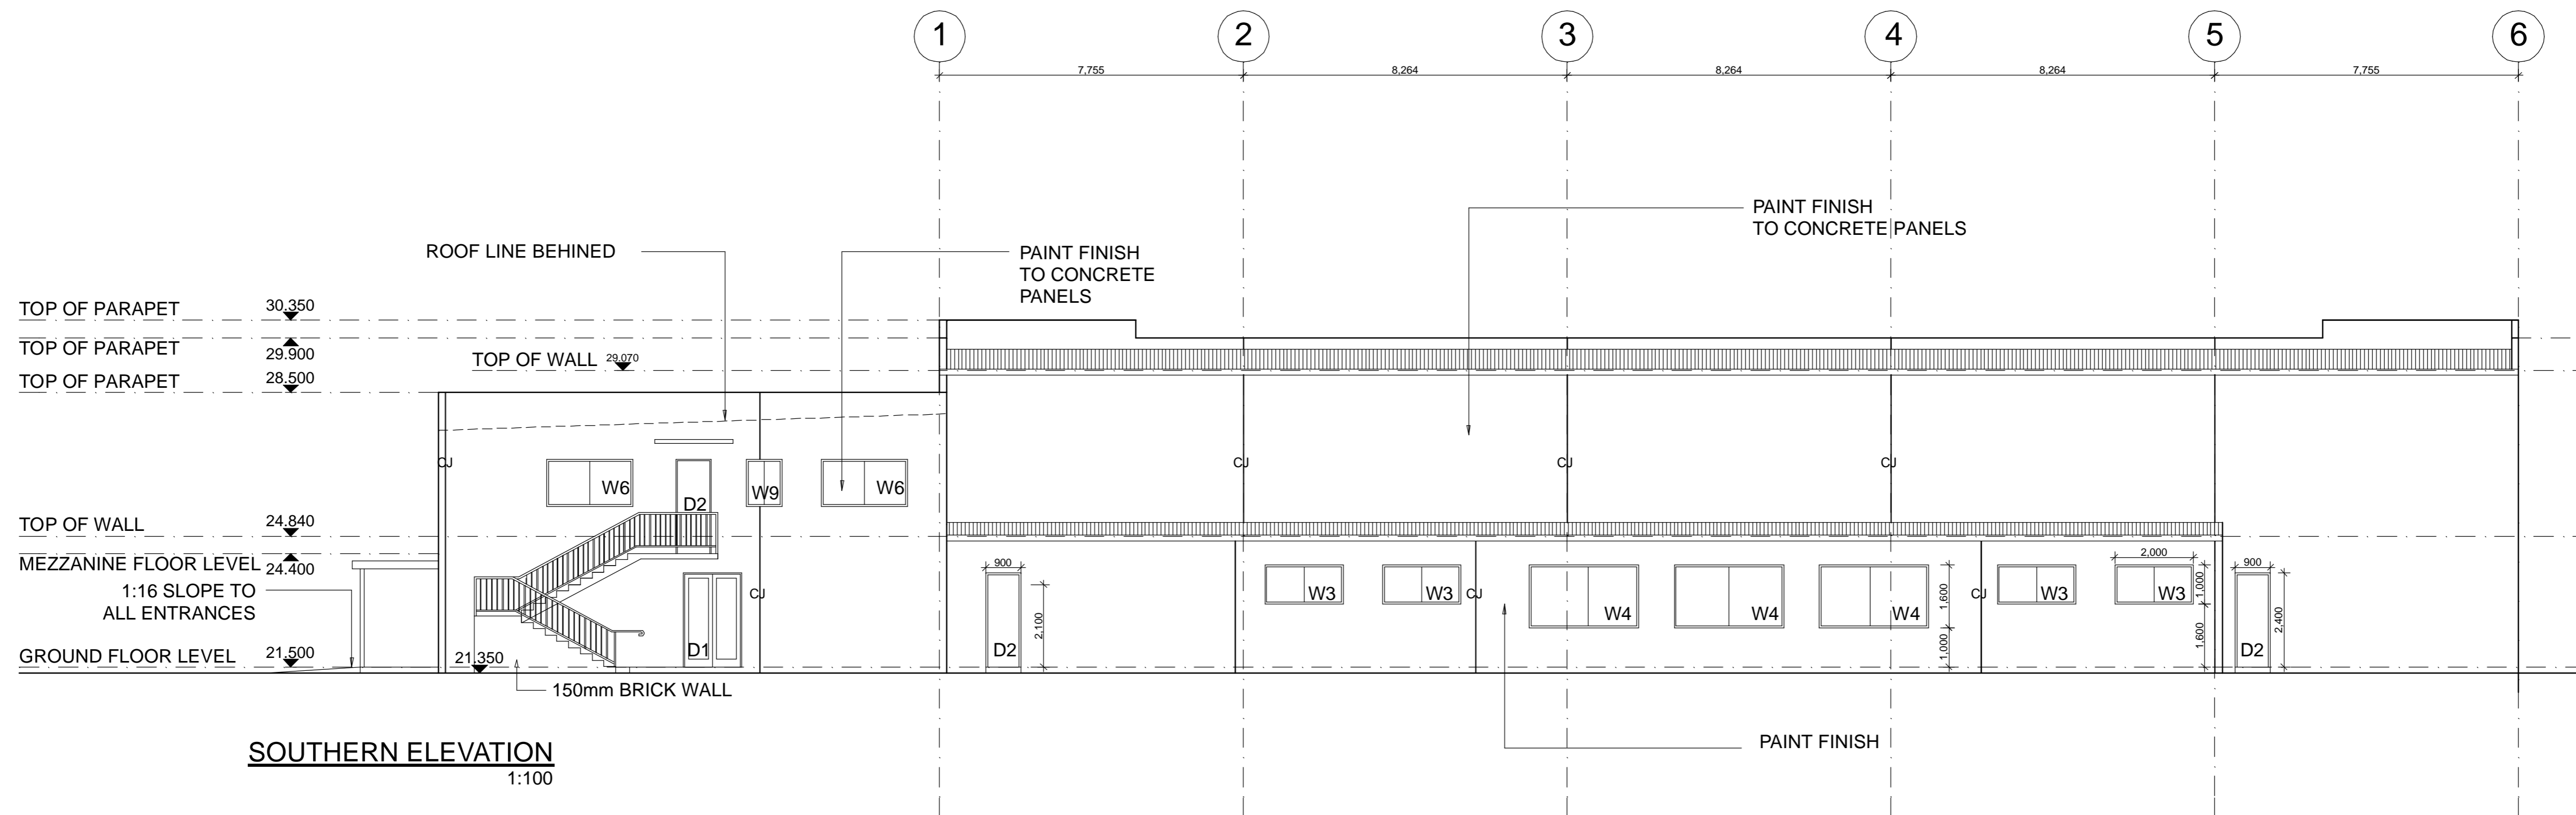 1 2 3 4 5 6
7,755 8,264 8,264 8,264 7,755
PAINT FINISH
TO CONCRETE PANELS
ROOF LINE BEHINED
PAINT FINISH
TO CONCRETE
PANELS
TOP OF PARAPET 30.350
TOP OF PARAPET 29.900
TOP OF WALL 29.070
TOP OF PARAPET 28.500
CJ CJ CJ CJ
W6 D2 W9 W6
TOP OF WALL 24.840
MEZZANINE FLOOR LEVEL 24.400
1:16 SLOPE TO
ALL ENTRANCES
900 2,000 900
W3 W3 CJ CJ W3 W3
CJ
W4 W4 W4
2,100 1,600 1,000 1,000 1,600 2,400
D1 D2 D2
GROUND FLOOR LEVEL 21.500
21.350
150mm BRICK WALL
PAINT FINISH
SOUTHERN ELEVATION
1:100